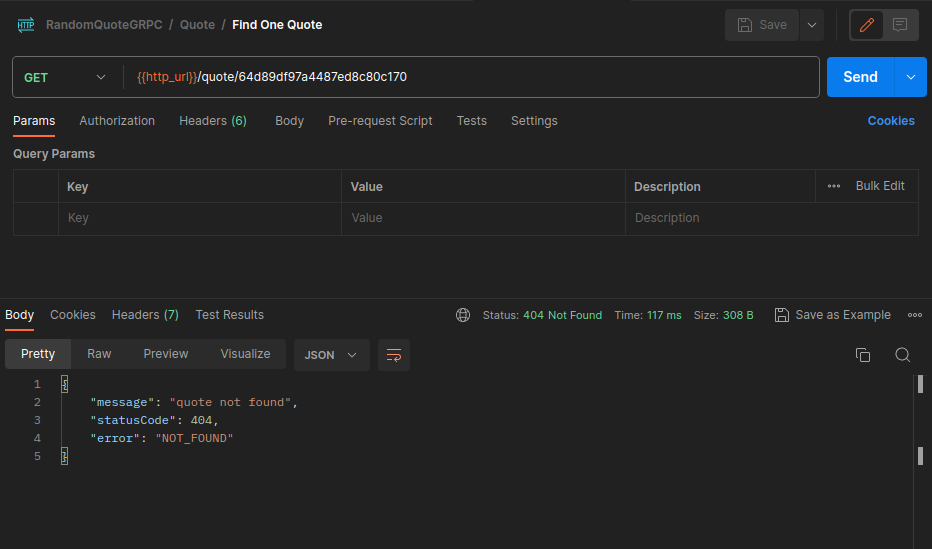 HTTP RandomQuoteGRPC / Quote / Find One Quote Save
GET {{http_url}}/quote/64d89df97a4487ed8c80c170 Send
Params Authorization Headers (6) Body Pre-request Script Tests Settings Cookies
Query Params
Key Value Description ••• Bulk Edit
Key Value Description
Body Cookies Headers (7) Test Results Status: 404 Not Found Time: 117 ms Size: 308 B Save as Example •••
Pretty Raw Preview Visualize JSON
1 {
2 "message": "quote not found",
3 "statusCode": 404,
4 "error": "NOT_FOUND"
5 }